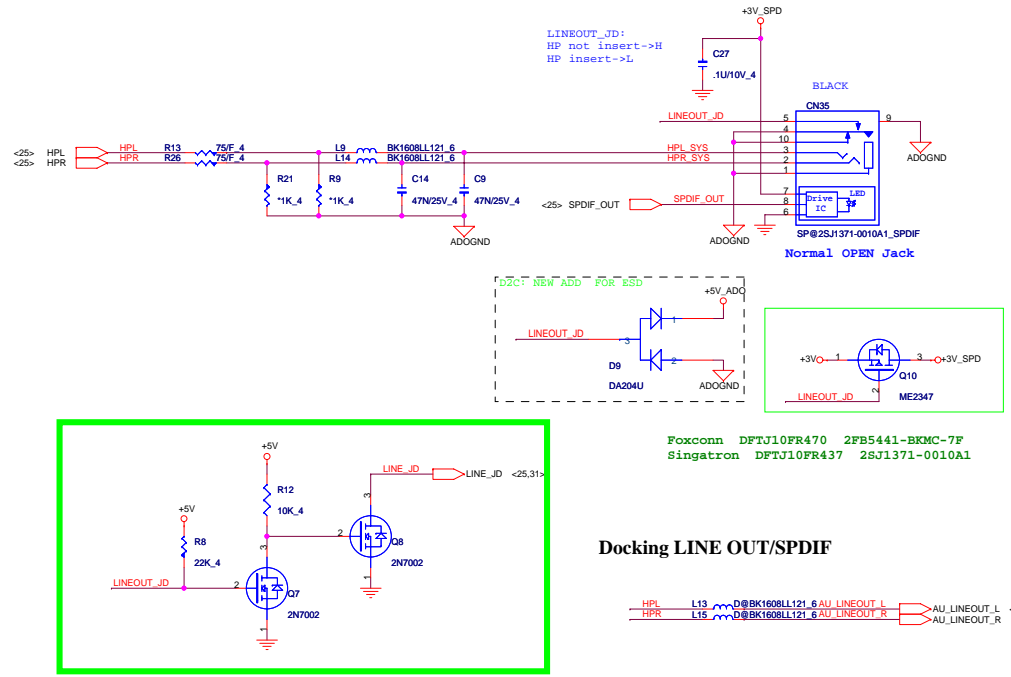 +3V_SPD
LINEOUT_JD:
HP not insert->H
HP insert->L
C27
.1U/10V_4
BLACK
CN35
LINEOUT_JD
5
4
10
3
2
1
7
8
6
9
ADOGND
<25> HPL
<25> HPR
HPL
HPR
R13
R26
75/F_4
75/F_4
L9
L14
BK1608LL121_6
BK1608LL121_6
HPL_SYS
HPR_SYS
R21
*1K_4
R9
*1K_4
C14
47N/25V_4
C9
47N/25V_4
ADOGND
<25> SPDIF_OUT
SPDIF_OUT
Drive
IC
LED
ADOGND
SP@2SJ1371-0010A1_SPDIF
Normal OPEN Jack
D2C: NEW ADD FOR ESD
+5V_ADO
LINEOUT_JD
3
1
2
D9
DA204U
ADOGND
+3V
1
3
+3V_SPD
Q10
2
LINEOUT_JD
ME2347
Foxconn DFTJ10FR470 2FB5441-BKMC-7F
Singatron DFTJ10FR437 2SJ1371-0010A1
+5V
R12
10K_4
LINE_JD
LINE_JD <25,31>
+5V
R8
22K_4
3
2
Q8
2N7002
1
LINEOUT_JD
3
2
Q7
2N7002
1
Docking LINE OUT/SPDIF
HPL
HPR
L13
L15
D@BK1608LL121_6
D@BK1608LL121_6
AU_LINEOUT_L
AU_LINEOUT_R
AU_LINEOUT_L
AU_LINEOUT_R